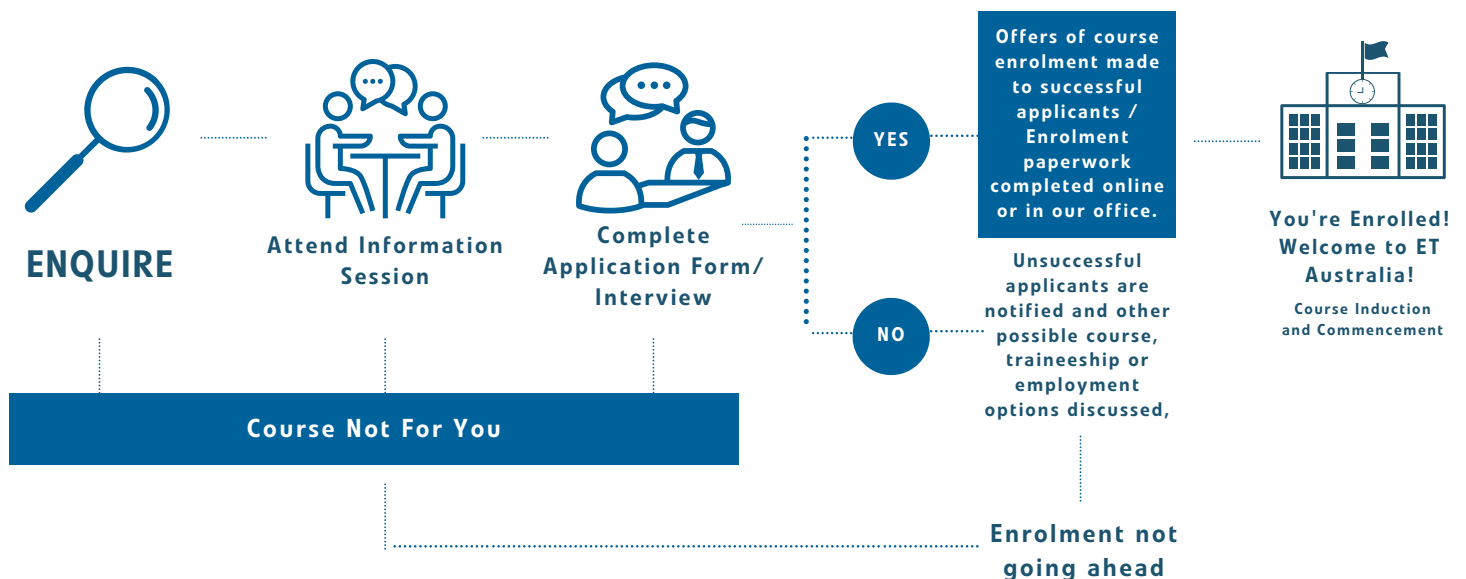 ENQUIRE
Attend Information
Session
Complete
Application Form/
Interview
YES
Offers of course
enrolment made
to successful
applicants /
Enrolment
paperwork
completed online
or in our office.
NO
Unsuccessful
applicants are
notified and other
possible course,
traineeship or
employment
options discussed,
You're Enrolled!
Welcome to ET
Australia!
Course Induction
and Commencement
Course Not For You
Enrolment not
going ahead